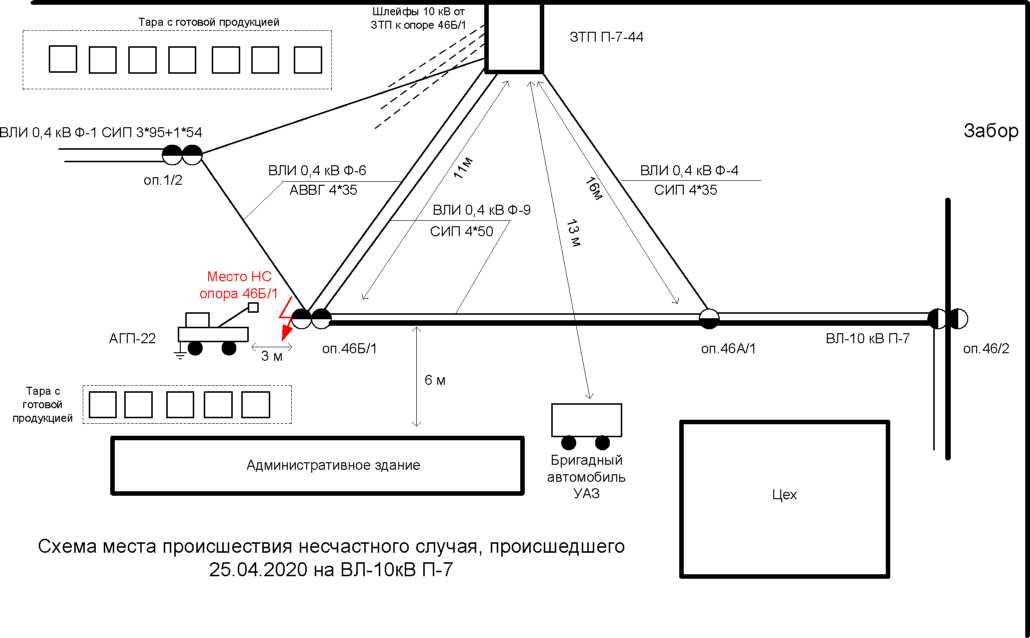 Тара с готовой продукцией
Шлейфы 10 кВ от
ЗТП к опоре 46Б/1
ЗТП П-7-44
ВЛИ 0,4 кВ Ф-1 СИП 3*95+1*54
Забор
оп.1/2
ВЛИ 0,4 кВ Ф-6
АВВГ 4*35
11м
16м
ВЛИ 0,4 кВ Ф-4
СИП 4*35
ВЛИ 0,4 кВ Ф-9
СИП 4*50
13 м
Место НС
опора 46Б/1
АГП-22
3 м
оп.46Б/1
оп.46А/1
ВЛ-10 кВ П-7
оп.46/2
6 м
Тара с
готовой
продукцией
Административное здание
Бригадный
автомобиль
УАЗ
Цех
Схема места происшествия несчастного случая, происшедшего
25.04.2020 на ВЛ-10кВ П-7